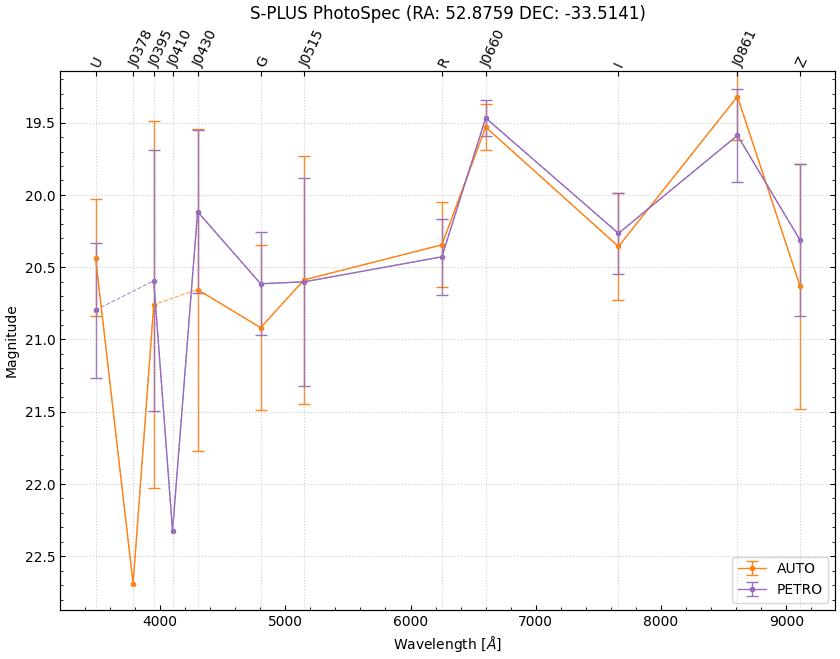 S-PLUS PhotoSpec (RA: 52.8759 DEC: -33.5141)
U J0378 J0395 J0410 J0430 G J0515 R J0660 I J0861 Z
19.5
20.0
20.5
21.0
21.5
22.0
22.5
Magnitude
AUTO
PETRO
4000 5000 6000 7000 8000 9000
Wavelength [Å]